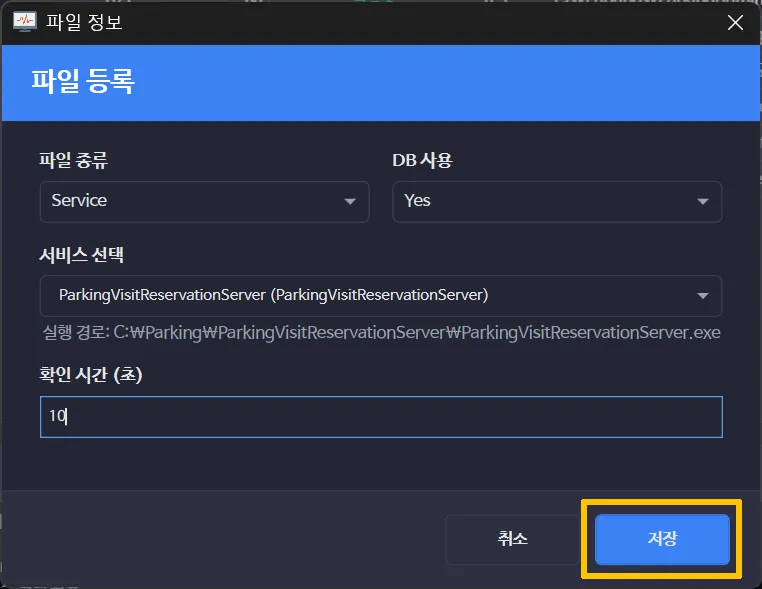 파일 정보
파일 등록
파일 종류
DB 사용
Service
Yes
서비스 선택
ParkingVisitReservationServer (ParkingVisitReservationServer)
실행 경로: C:₩Parking₩ParkingVisitReservationServer₩ParkingVisitReservationServer.exe
확인 시간 (초)
10
취소
저장